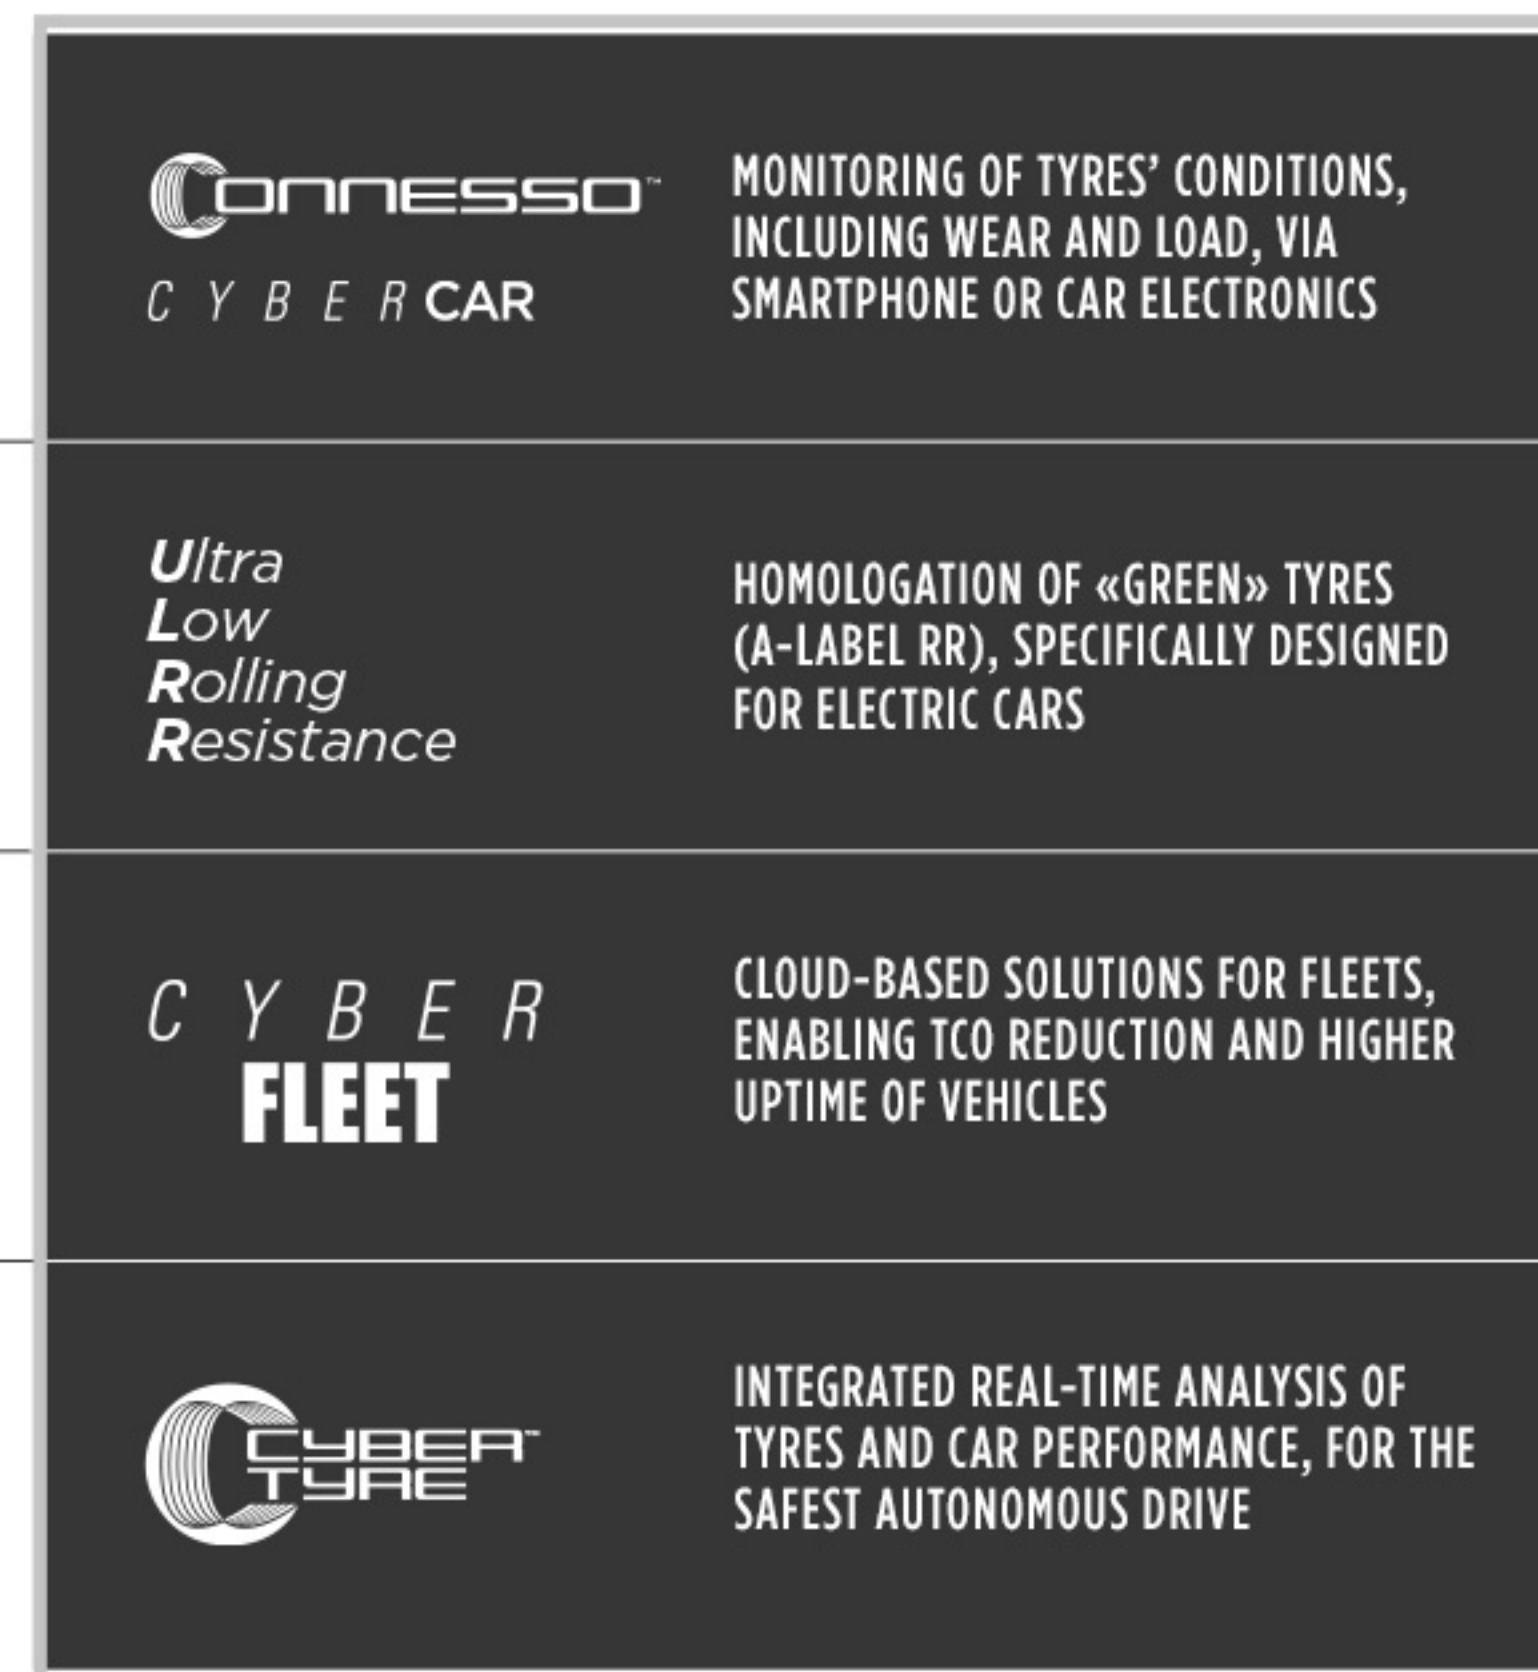 CONNESSO™
CYBER CAR
MONITORING OF TYRES’ CONDITIONS,
INCLUDING WEAR AND LOAD, VIA
SMARTPHONE OR CAR ELECTRONICS
Ultra
Low
Rolling
Resistance
HOMOLOGATION OF «GREEN» TYRES
(A-LABEL RR), SPECIFICALLY DESIGNED
FOR ELECTRIC CARS
CYBER
FLEET
CLOUD-BASED SOLUTIONS FOR FLEETS,
ENABLING TCO REDUCTION AND HIGHER
UPTIME OF VEHICLES
CYBER™
TYRE
INTEGRATED REAL-TIME ANALYSIS OF
TYRES AND CAR PERFORMANCE, FOR THE
SAFEST AUTONOMOUS DRIVE